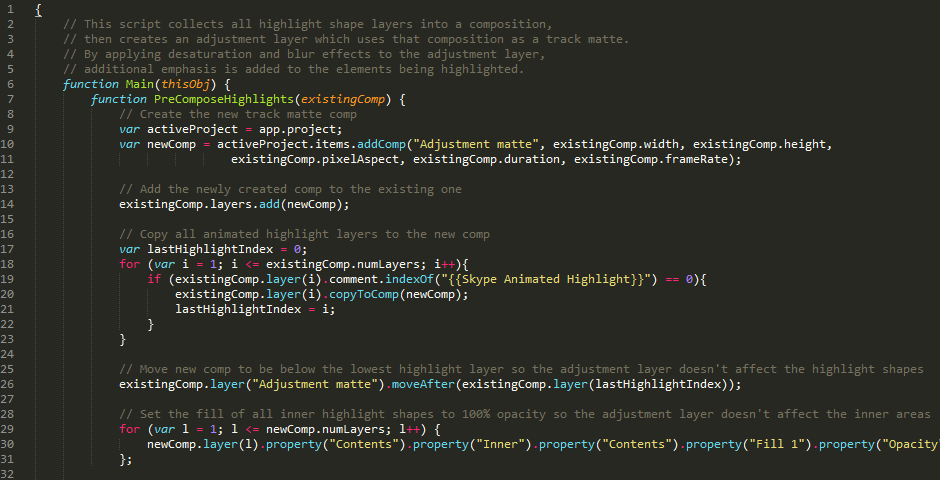 1 {
2 // This script collects all highlight shape layers into a composition,
3 // then creates an adjustment layer which uses that composition as a track matte.
4 // By applying desaturation and blur effects to the adjustment layer,
5 // additional emphasis is added to the elements being highlighted.
6 function Main(thisObj) {
7 function PreComposeHighlights(existingComp) {
8 // Create the new track matte comp
9 var activeProject = app.project;
10 var newComp = activeProject.items.addComp("Adjustment matte", existingComp.width, existingComp.height,
11 existingComp.pixelAspect, existingComp.duration, existingComp.frameRate);
12
13 // Add the newly created comp to the existing one
14 existingComp.layers.add(newComp);
15
16 // Copy all animated highlight layers to the new comp
17 var lastHighlightIndex = 0;
18 for (var i = 1; i <= existingComp.numLayers; i++){
19 if (existingComp.layer(i).comment.indexOf("{{Skype Animated Highlight}}") == 0){
20 existingComp.layer(i).copyToComp(newComp);
21 lastHighlightIndex = i;
22 }
23 }
24
25 // Move new comp to be below the lowest highlight layer so the adjustment layer doesn't affect the highlight shapes
26 existingComp.layer("Adjustment matte").moveAfter(existingComp.layer(lastHighlightIndex));
27
28 // Set the fill of all inner highlight shapes to 100% opacity so the adjustment layer doesn't affect the inner areas
29 for (var l = 1; l <= newComp.numLayers; l++) {
30 newComp.layer(l).property("Contents").property("Inner").property("Contents").property("Fill 1").property("Opacity
31 };
32